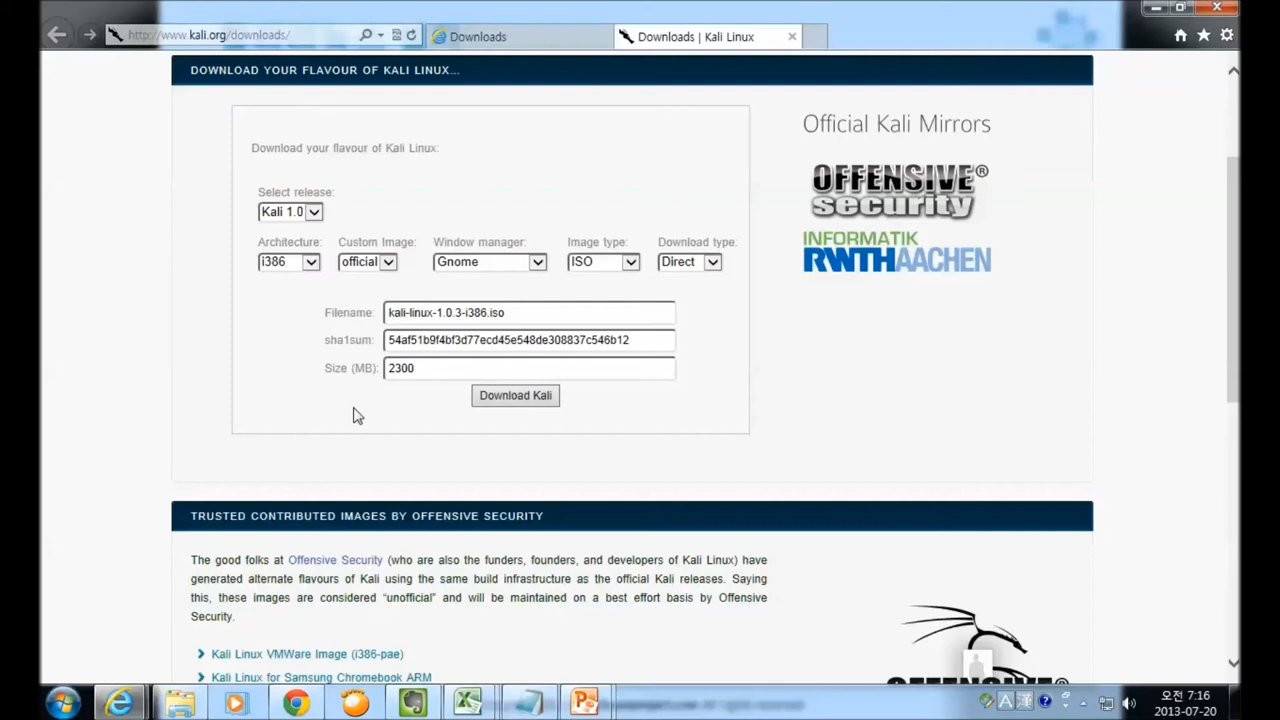 http://www.kali.org/downloads/
Downloads
Downloads | Kali Linux
DOWNLOAD YOUR FLAVOUR OF KALI LINUX...
Download your flavour of Kali Linux:
Select release:
Kali 1.0
Architecture: Custom Image: Window manager: Image type: Download type:
i386 official Gnome ISO Direct
Filename: kali-linux-1.0.3-i386.iso
sha1sum: 54af51b9f4bf3d77ecd45e548de308837c546b12
Size (MB): 2300
Download Kali
Official Kali Mirrors
OFFENSIVE®
security
INFORMATIK
RWTHAACHEN
TRUSTED CONTRIBUTED IMAGES BY OFFENSIVE SECURITY
The good folks at Offensive Security (who are also the funders, founders, and developers of Kali Linux) have
generated alternate flavours of Kali using the same build infrastructure as the official Kali releases. Saying
this, these images are considered “unofficial” and will be maintained on a best effort basis by Offensive
Security.
Kali Linux VMWare Image (i386-pae)
Kali Linux for Samsung Chromebook ARM
A 漢
오전 7:16
2013-07-20